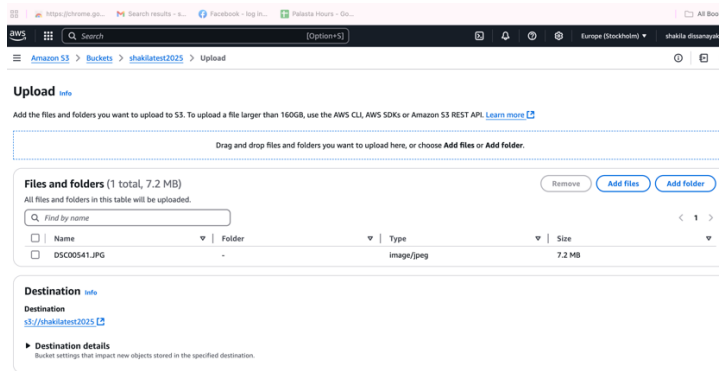 https://chrome.go... Search results - s... Facebook - log in... Palasta Hours - Go... All Boo
aws Search [Option+S] Europe (Stockholm) ▼ shakila dissanayak
Amazon S3 > Buckets > shakilatest2025 > Upload
Upload Info
Add the files and folders you want to upload to S3. To upload a file larger than 160GB, use the AWS CLI, AWS SDKs or Amazon S3 REST API. Learn more
Drag and drop files and folders you want to upload here, or choose Add files or Add folder.
Files and folders (1 total, 7.2 MB) Remove Add files Add folder
All files and folders in this table will be uploaded.
Find by name < 1 >
Name Folder Type Size
DSC00541.JPG - image/jpeg 7.2 MB
Destination Info
Destination
s3://shakilatest2025
▶ Destination details
Bucket settings that impact new objects stored in the specified destination.